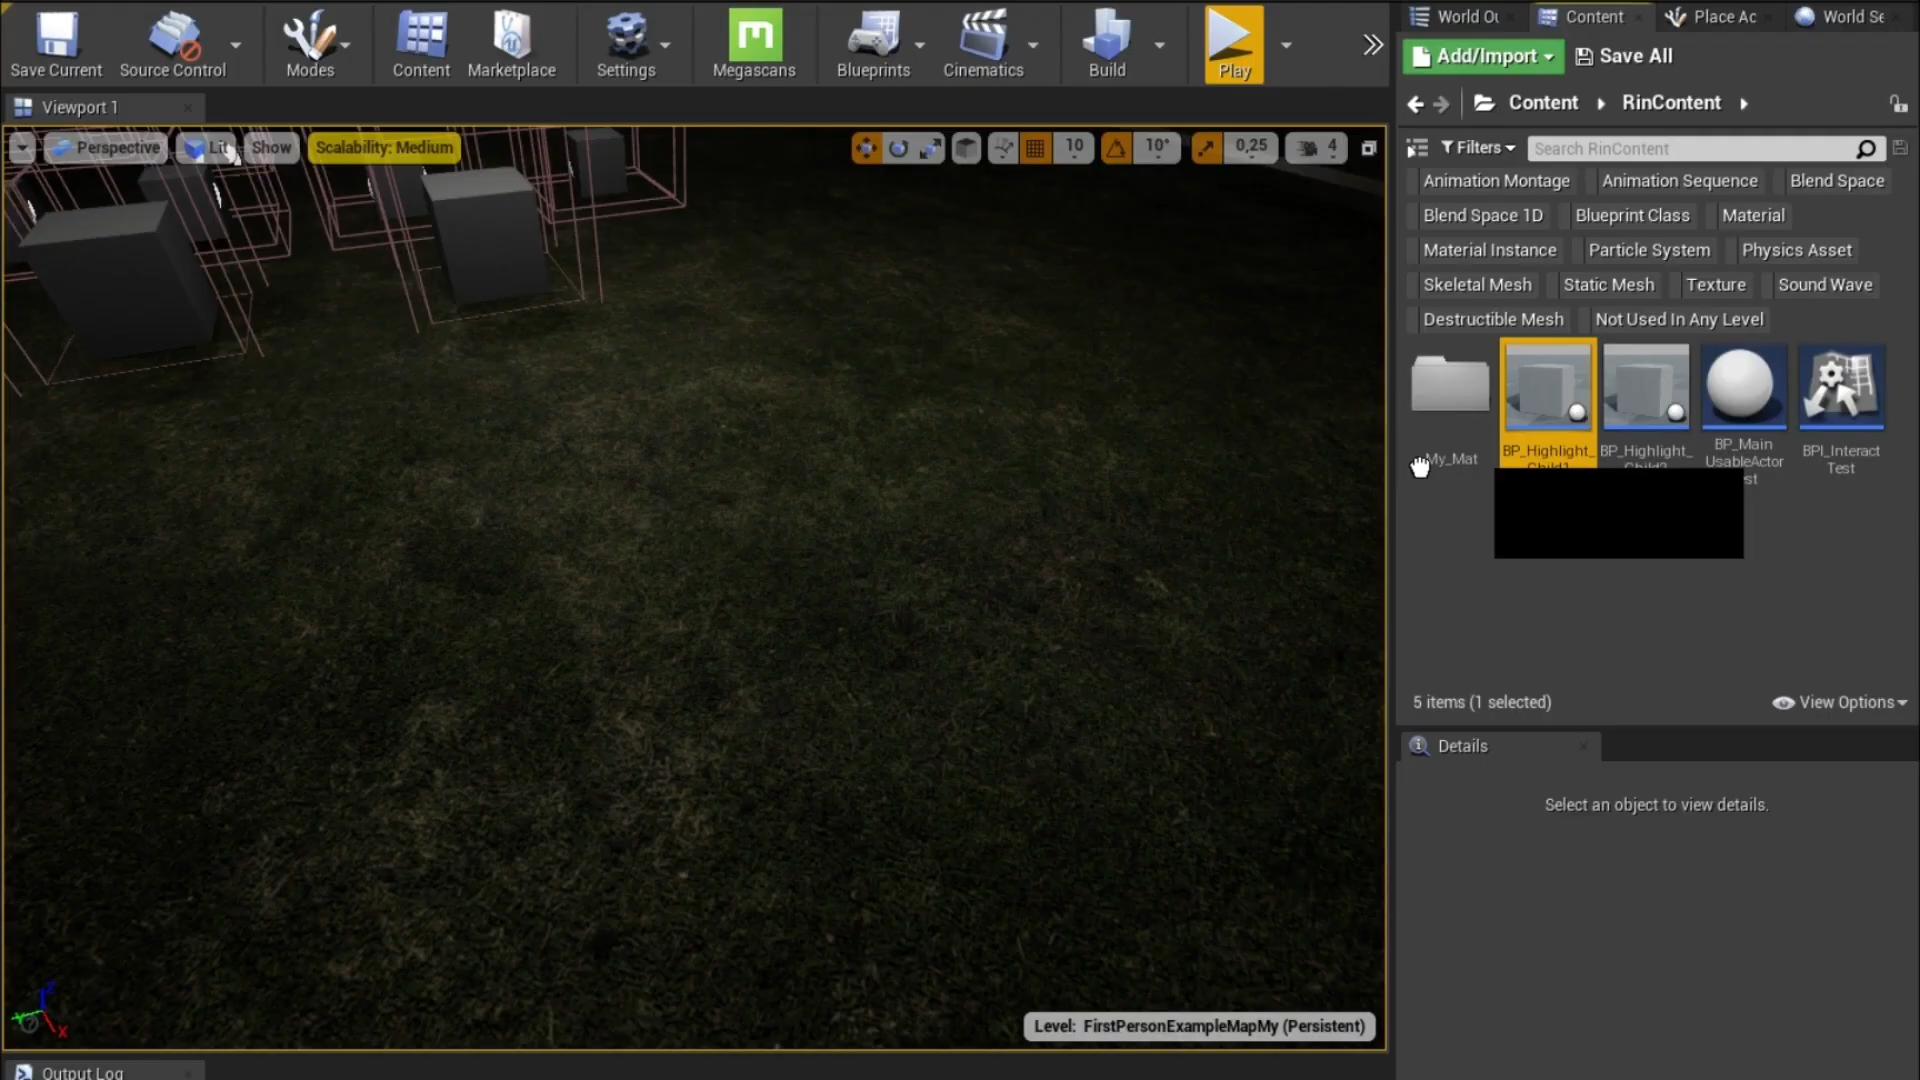 Save Current
Source Control
Modes
Content
Marketplace
Settings
Megascans
Blueprints
Cinematics
Build
Play
Viewport 1
Perspective
Lit
Show
Scalability: Medium
10
10°
0,25
4
Level: FirstPersonExampleMapMy (Persistent)
Output Log
World Ou
Content
Place Ac
World Se
Add/Import
Save All
Content
RinContent
Filters
Search RinContent
Animation Montage
Animation Sequence
Blend Space
Blend Space 1D
Blueprint Class
Material
Material Instance
Particle System
Physics Asset
Skeletal Mesh
Static Mesh
Texture
Sound Wave
Destructible Mesh
Not Used In Any Level
My_Mat
BP_Highlight_
Child1
BP_Highlight_
Child2
BP_Main
UsableActor
st
BPI_Interact
Test
5 items (1 selected)
View Options
Details
Select an object to view details.
Z
X